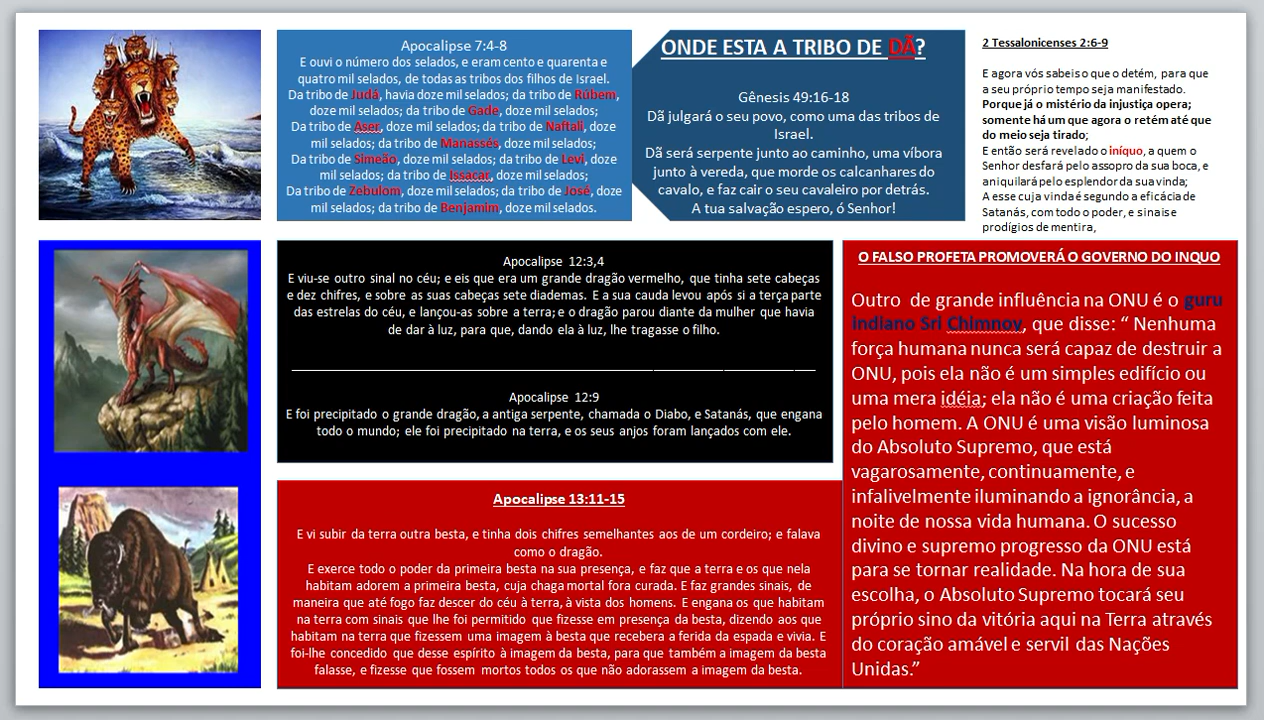 Apocalipse 7:4-8
E ouvi o número dos selados, e eram cento e quarenta e
quatro mil selados, de todas as tribos dos filhos de Israel.
Da tribo de Judá, havia doze mil selados; da tribo de Rúbem,
doze mil selados; da tribo de Gade, doze mil selados;
Da tribo de Aser, doze mil selados; da tribo de Naftali, doze
mil selados; da tribo de Manassés, doze mil selados;
Da tribo de Simeão, doze mil selados; da tribo de Levi, doze
mil selados; da tribo de Issacar, doze mil selados;
Da tribo de Zebulom, doze mil selados; da tribo de José, doze
mil selados; da tribo de Benjamim, doze mil selados.
ONDE ESTA A TRIBO DE DÃ?
Gênesis 49:16-18
Dã julgará o seu povo, como uma das tribos de
Israel.
Dã será serpente junto ao caminho, uma víbora
junto à vereda, que morde os calcanhares do
cavalo, e faz cair o seu cavaleiro por detrás.
A tua salvação espero, ó Senhor!
2 Tessalonicenses 2:6-9
E agora vós sabeis o que o detém, para que
a seu próprio tempo seja manifestado.
Porque já o mistério da injustiça opera;
somente há um que agora o retém até que
do meio seja tirado;
E então será revelado o iníquo, a quem o
Senhor desfará pelo assopro da sua boca, e
aniquilará pelo esplendor da sua vinda;
A esse cuja vinda é segundo a eficácia de
Satanás, com todo o poder, e sinais e
prodígios de mentira,
Apocalipse 12:3,4
E viu-se outro sinal no céu; e eis que era um grande dragão vermelho, que tinha sete cabeças
e dez chifres, e sobre as suas cabeças sete diademas. E a sua cauda levou após si a terça parte
das estrelas do céu, e lançou-as sobre a terra; e o dragão parou diante da mulher que havia
de dar à luz, para que, dando ela à luz, lhe tragasse o filho.
Apocalipse 12:9
E foi precipitado o grande dragão, a antiga serpente, chamada o Diabo, e Satanás, que engana
todo o mundo; ele foi precipitado na terra, e os seus anjos foram lançados com ele.
Apocalipse 13:11-15
E vi subir da terra outra besta, e tinha dois chifres semelhantes aos de um cordeiro; e falava
como o dragão.
E exerce todo o poder da primeira besta na sua presença, e faz que a terra e os que nela
habitam adorem a primeira besta, cuja chaga mortal fora curada. E faz grandes sinais, de
maneira que até fogo faz descer do céu à terra, à vista dos homens. E engana os que habitam
na terra com sinais que lhe foi permitido que fizesse em presença da besta, dizendo aos que
habitam na terra que fizessem uma imagem à besta que recebera a ferida da espada e vivia. E
foi-lhe concedido que desse espírito à imagem da besta, para que também a imagem da besta
falasse, e fizesse que fossem mortos todos os que não adorassem a imagem da besta.
O FALSO PROFETA PROMOVERÁ O GOVERNO DO INQUO
Outro de grande influência na ONU é o guru
indiano Sri Chimnoy, que disse: “ Nenhuma
força humana nunca será capaz de destruir a
ONU, pois ela não é um simples edifício ou
uma mera idéia; ela não é uma criação feita
pelo homem. A ONU é uma visão luminosa
do Absoluto Supremo, que está
vagarosamente, continuamente, e
infalivelmente iluminando a ignorância, a
noite de nossa vida humana. O sucesso
divino e supremo progresso da ONU está
para se tornar realidade. Na hora de sua
escolha, o Absoluto Supremo tocará seu
próprio sino da vitória aqui na Terra através
do coração amável e servil das Nações
Unidas.”